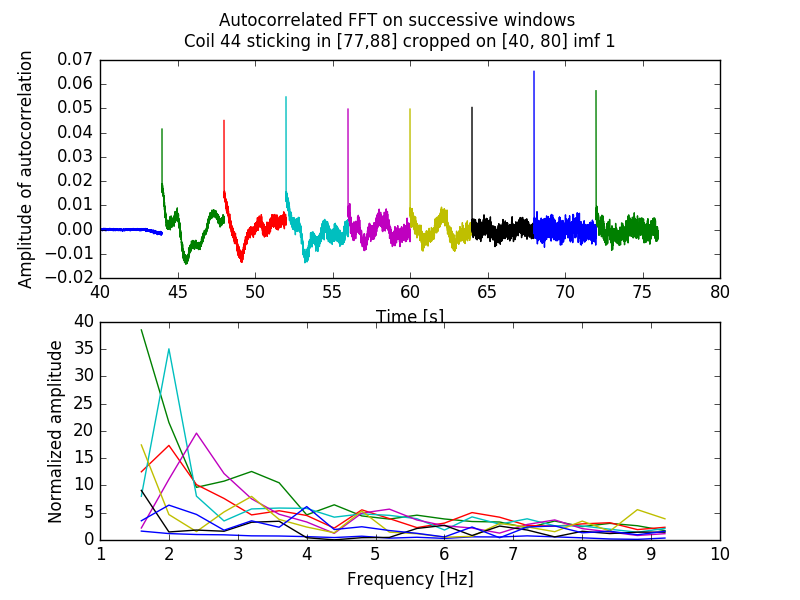 Autocorrelated FFT on successive windows
Coil 44 sticking in [77,88] cropped on [40, 80] imf 1
Amplitude of autocorrelation
0.07
0.06
0.05
0.04
0.03
0.02
0.01
0.00
−0.01
−0.02
40 45 50 55 60 65 70 75 80
Time [s]
Normalized amplitude
40
35
30
25
20
15
10
5
0
1 2 3 4 5 6 7 8 9 10
Frequency [Hz]